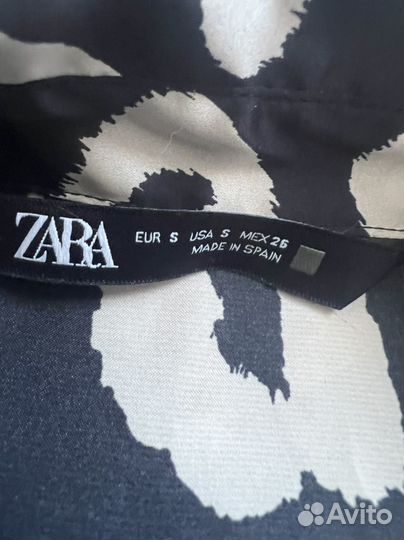 ZARA
EUR S USA S MEX 26
MADE IN SPAIN
Avito